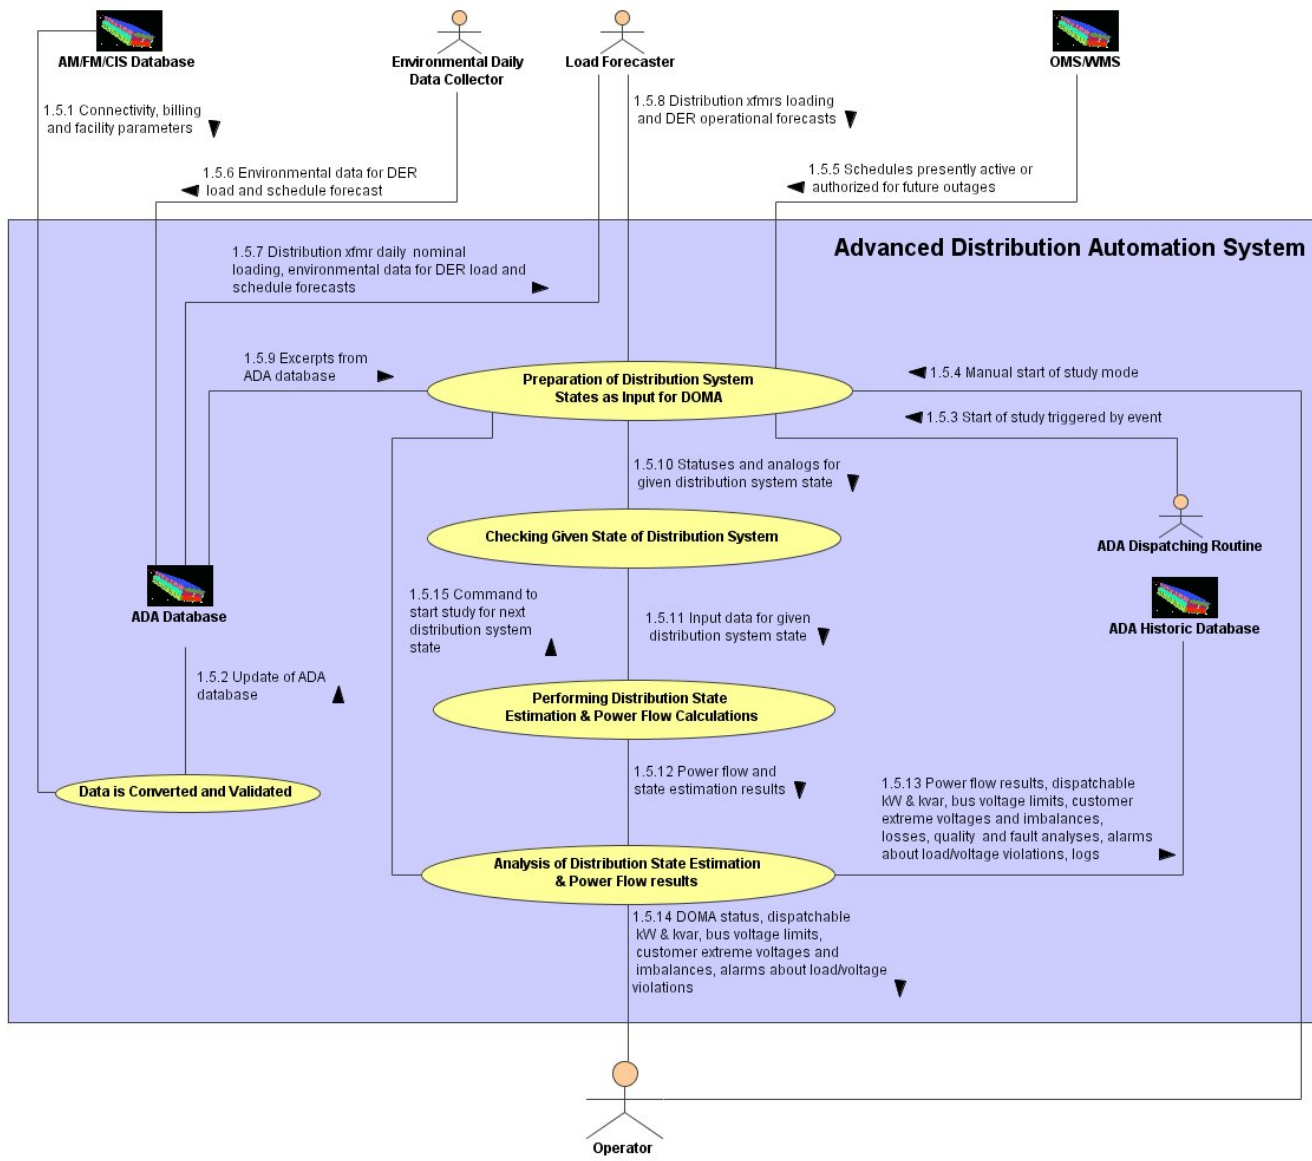 AM/FM/CIS Database
Environmental Daily
Data Collector
Load Forecaster
OMS/WMS
1.5.1 Connectivity, billing
and facility parameters
1.5.8 Distribution xfmrs loading
and DER operational forecasts
1.5.6 Environmental data for DER
load and schedule forecast
1.5.5 Schedules presently active or
authorized for future outages
Advanced Distribution Automation System
1.5.7 Distribution xfmr daily nominal
loading, environmental data for DER load and
schedule forecasts
1.5.9 Excerpts from
ADA database
Preparation of Distribution System
States as Input for DOMA
1.5.4 Manual start of study mode
1.5.3 Start of study triggered by event
1.5.10 Statuses and analogs for
given distribution system state
Checking Given State of Distribution System
ADA Dispatching Routine
ADA Database
1.5.15 Command to
start study for next
distribution system
state
1.5.11 Input data for given
distribution system state
ADA Historic Database
1.5.2 Update of ADA
database
Performing Distribution State
Estimation & Power Flow Calculations
Data is Converted and Validated
1.5.12 Power flow and
state estimation results
1.5.13 Power flow results, dispatchable
kW & kvar, bus voltage limits, customer
extreme voltages and imbalances,
losses, quality and fault analyses, alarms
about load/voltage violations, logs
Analysis of Distribution State Estimation
& Power Flow results
1.5.14 DOMA status, dispatchable
kW & kvar, bus voltage limits,
customer extreme voltages and
imbalances, alarms about load/voltage
violations
Operator